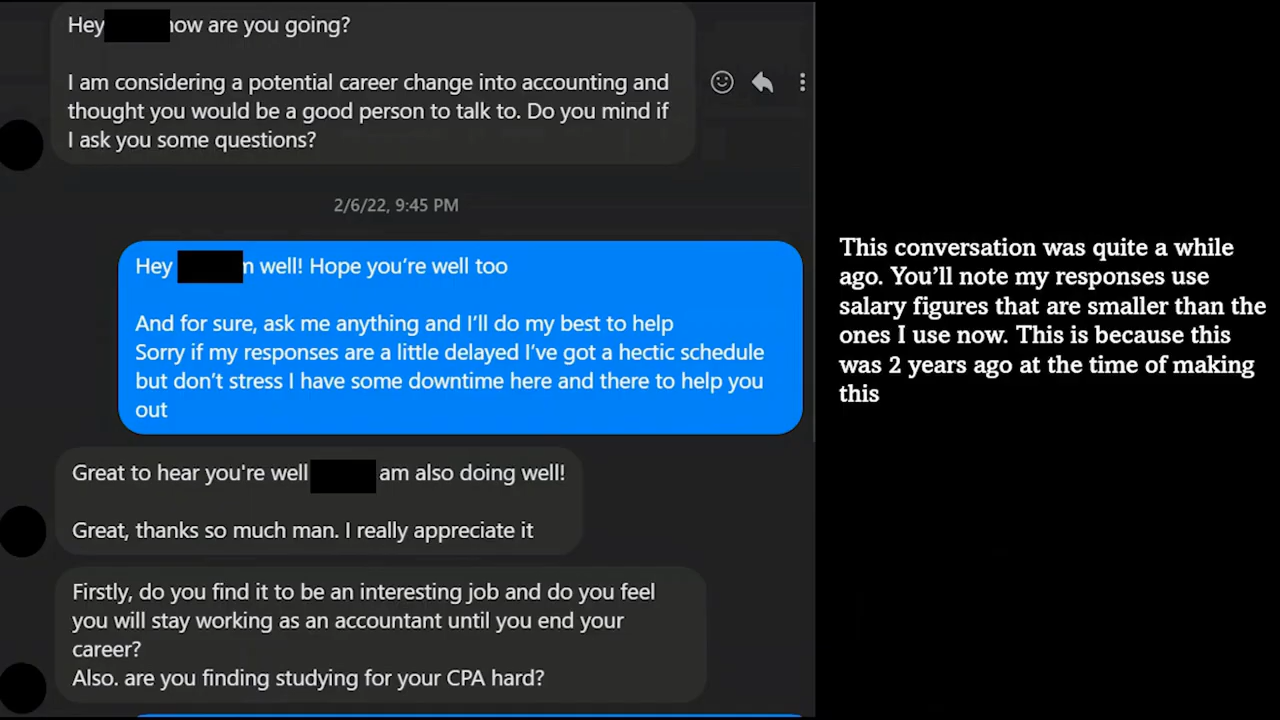 Hey how are you going?
I am considering a potential career change into accounting and
thought you would be a good person to talk to. Do you mind if
I ask you some questions?
2/6/22, 9:45 PM
Hey m well! Hope you’re well too
And for sure, ask me anything and I’ll do my best to help
Sorry if my responses are a little delayed I’ve got a hectic schedule
but don’t stress I have some downtime here and there to help you
out
Great to hear you're well am also doing well!
Great, thanks so much man. I really appreciate it
Firstly, do you find it to be an interesting job and do you feel
you will stay working as an accountant until you end your
career?
Also. are you finding studying for your CPA hard?
This conversation was quite a while
ago. You’ll note my responses use
salary figures that are smaller than the
ones I use now. This is because this
was 2 years ago at the time of making
this